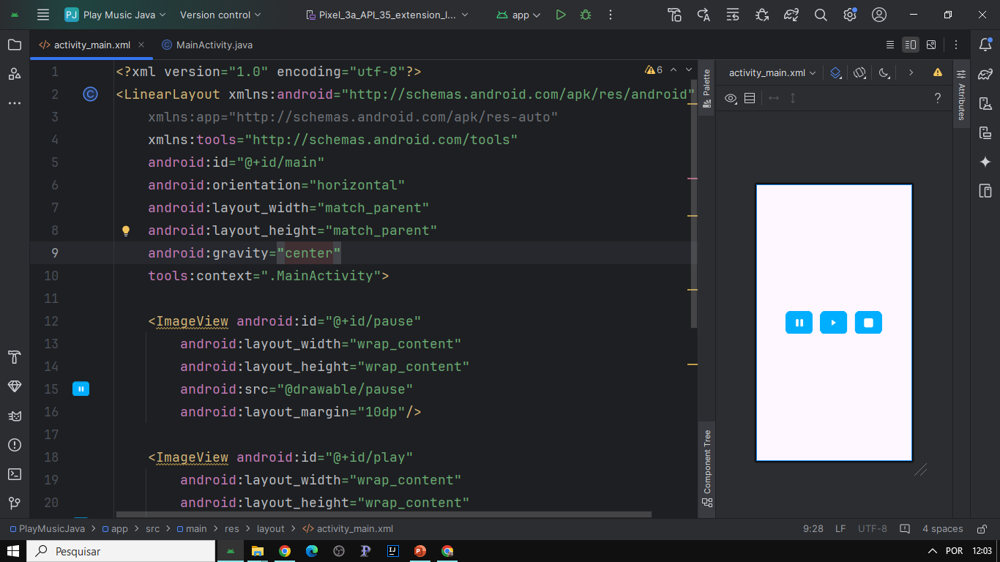 PJ Play Music Java Version control Pixel_3a_API_35_extension_l... app
activity_main.xml MainActivity.java
1 <?xml version="1.0" encoding="utf-8"?>
2 <LinearLayout xmlns:android="http://schemas.android.com/apk/res/android"
3 xmlns:app="http://schemas.android.com/apk/res-auto"
4 xmlns:tools="http://schemas.android.com/tools"
5 android:id="@+id/main"
6 android:orientation="horizontal"
7 android:layout_width="match_parent"
8 android:layout_height="match_parent"
9 android:gravity="center"
10 tools:context=".MainActivity">
11
12 <ImageView android:id="@+id/pause"
13 android:layout_width="wrap_content"
14 android:layout_height="wrap_content"
15 android:src="@drawable/pause"
16 android:layout_margin="10dp"/>
17
18 <ImageView android:id="@+id/play"
19 android:layout_width="wrap_content"
20 android:layout_height="wrap_content"
6
Palette
Component Tree
activity_main.xml
?
Attributes
PlayMusicJava app src main res layout activity_main.xml
9:28 LF UTF-8 4 spaces
Pesquisar
POR 12:03